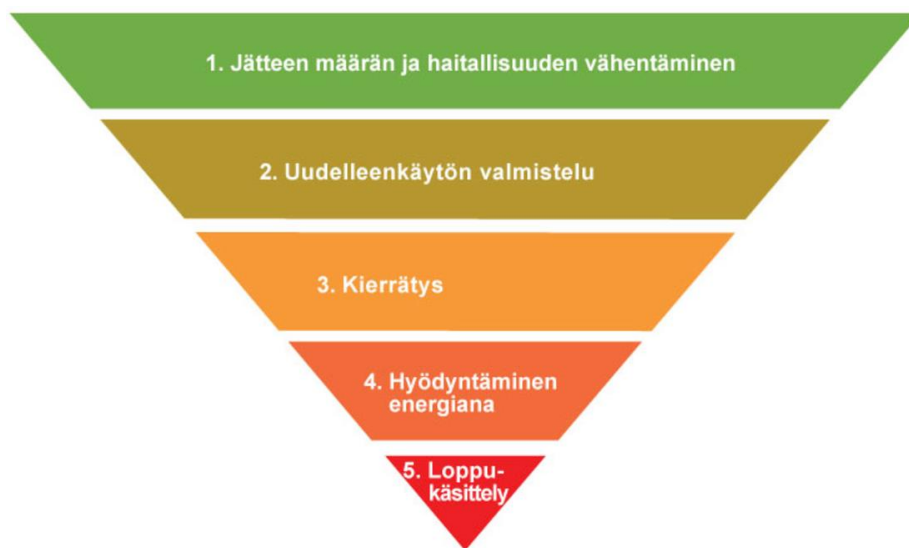 1. Jätteen määrän ja haitallisuuden vähentäminen
2. Uudelleenkäytön valmistelu
3. Kierrätys
4. Hyödyntäminen
energiana
5. Loppu-
käsittely